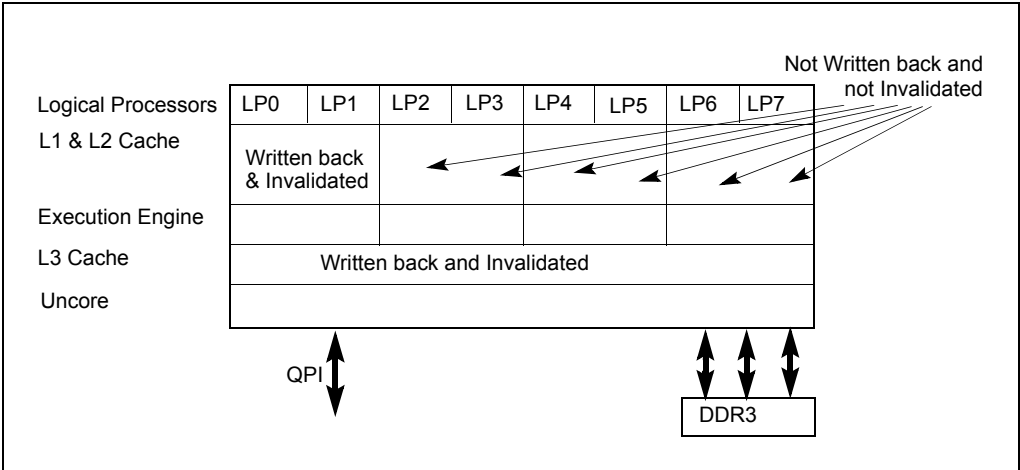 Not Written back and
not Invalidated
Logical Processors LP0 LP1 LP2 LP3 LP4 LP5 LP6 LP7
L1 & L2 Cache
Written back
& Invalidated
Execution Engine
L3 Cache Written back and Invalidated
Uncore
QPI
DDR3